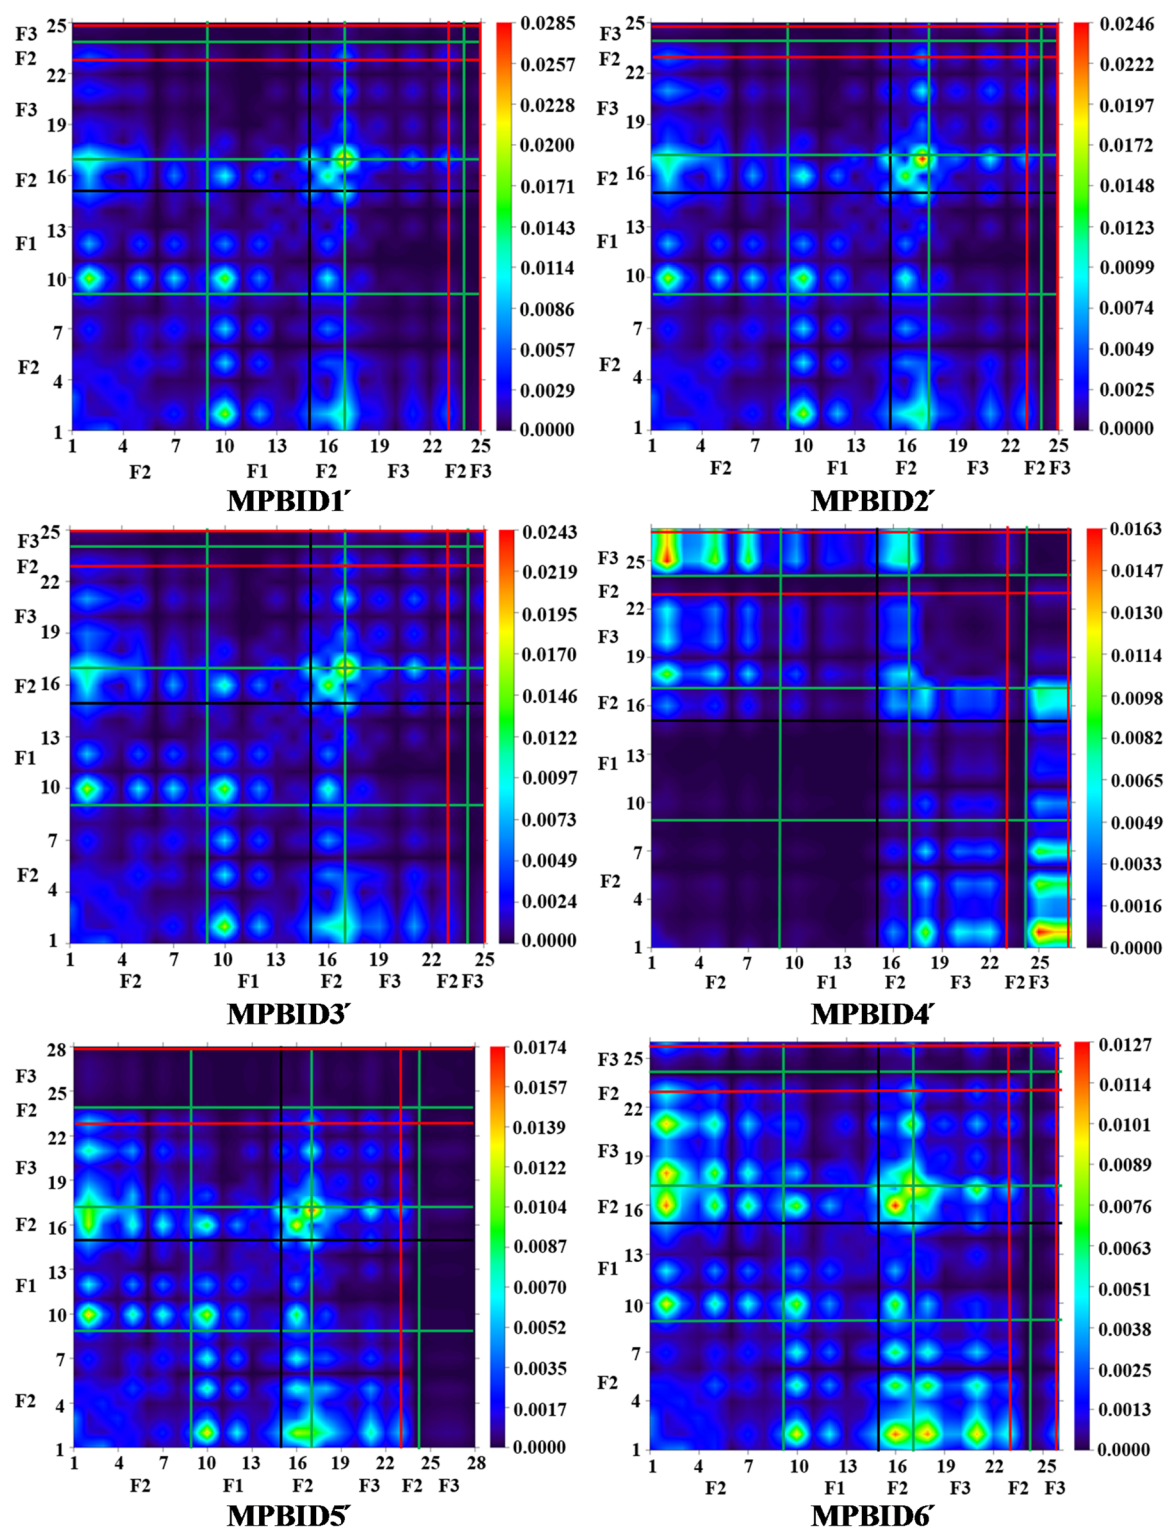 25
F3
F2
22
F3
19
F2
16
F1
13
10
7
F2
4
1
1 4 7 10 13 16 19 22 25
F2 F1 F2 F3 F2 F3
0.0285
0.0257
0.0228
0.0200
0.0171
0.0143
0.0114
0.0086
0.0057
0.0029
0.0000
MPBID1′
25
F3
F2
22
F3
19
F2
16
F1
13
10
7
F2
4
1
1 4 7 10 13 16 19 22 25
F2 F1 F2 F3 F2 F3
0.0246
0.0222
0.0197
0.0172
0.0148
0.0123
0.0099
0.0074
0.0049
0.0025
0.0000
MPBID2′
25
F3
F2
22
F3
19
F2
16
13
F1
10
7
F2
4
1
1 4 7 10 13 16 19 22 25
F2 F1 F2 F3 F2 F3
0.0243
0.0219
0.0195
0.0170
0.0146
0.0122
0.0097
0.0073
0.0049
0.0024
0.0000
MPBID3′
F3
25
F2
22
F3
19
F2
16
13
F1
10
7
F2
4
1
1 4 7 10 13 16 19 22 25
F2 F1 F2 F3 F2 F3
0.0163
0.0147
0.0130
0.0114
0.0098
0.0082
0.0065
0.0049
0.0033
0.0016
0.0000
MPBID4′
28
F3
25
F2
22
F3
19
F2
16
13
F1
10
7
F2
4
1
1 4 7 10 13 16 19 22 25 28
F2 F1 F2 F3 F2 F3
0.0174
0.0157
0.0139
0.0122
0.0104
0.0087
0.0070
0.0052
0.0035
0.0017
0.0000
MPBID5′
F3
25
F2
22
F3
19
F2
16
13
F1
10
7
F2
4
1
1 4 7 10 13 16 19 22 25
F2 F1 F2 F3 F2 F3
0.0127
0.0114
0.0101
0.0089
0.0076
0.0063
0.0051
0.0038
0.0025
0.0013
0.0000
MPBID6′